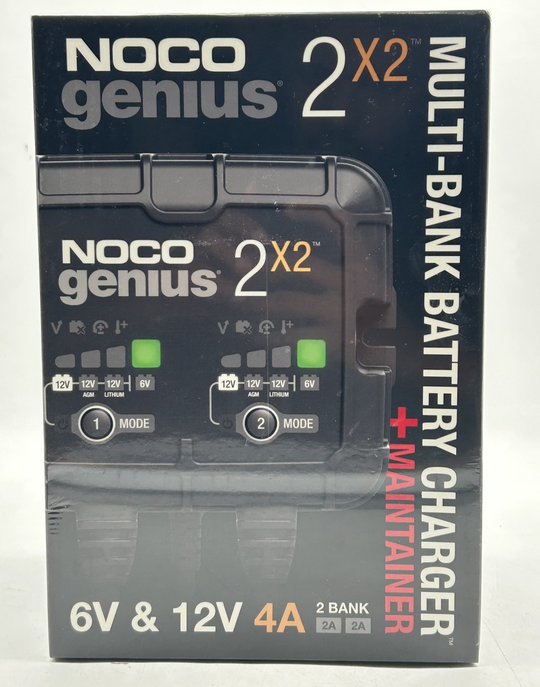 NOCO
genius®
2X2™
MULTI-BANK BATTERY CHARGER™
+MAINTAINER
NOCO
genius®
2X2™
V
+
V
+
12V 12V 12V 6V
AGM LITHIUM
12V 12V 12V 6V
AGM LITHIUM
1 MODE
2 MODE
6V & 12V 4A
2 BANK
2A 2A